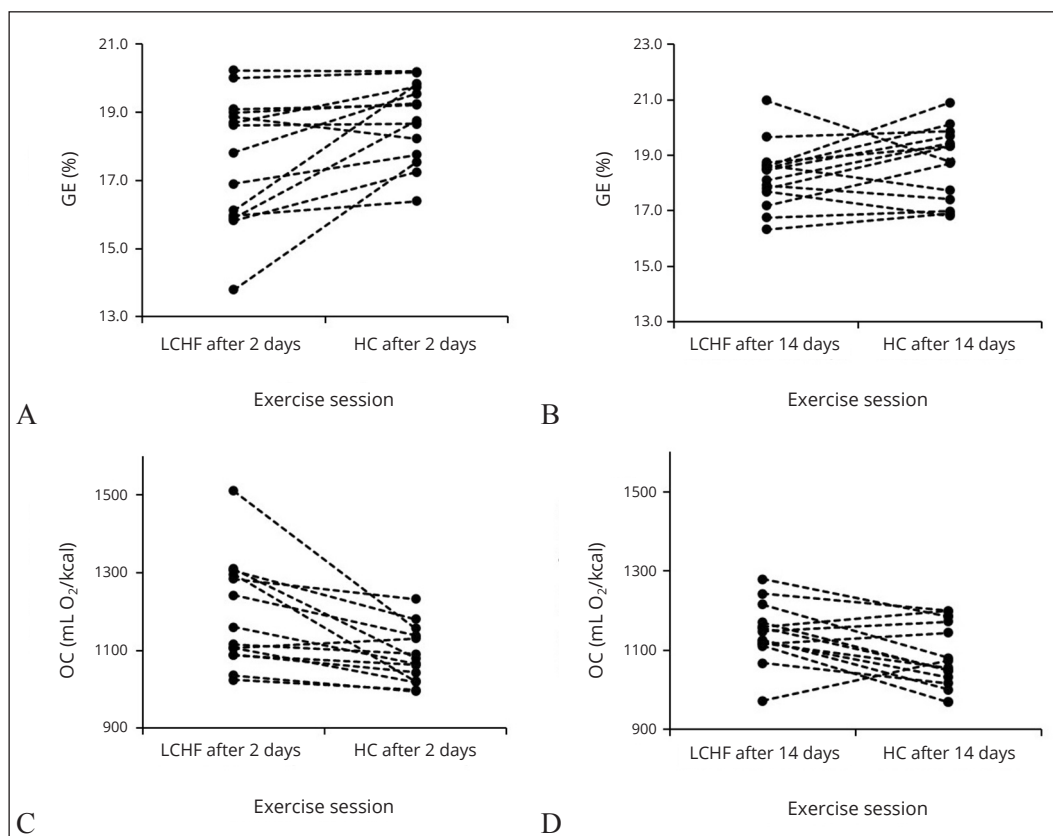 21.0
19.0
17.0
15.0
13.0
GE (%)
LCHF after 2 days HC after 2 days
Exercise session
A
23.0
21.0
19.0
17.0
15.0
13.0
GE (%)
LCHF after 14 days HC after 14 days
Exercise session
B
1500
1300
1100
900
OC (mL O₂/kcal)
LCHF after 2 days HC after 2 days
Exercise session
C
1500
1300
1100
900
OC (mL O₂/kcal)
LCHF after 14 days HC after 14 days
Exercise session
D